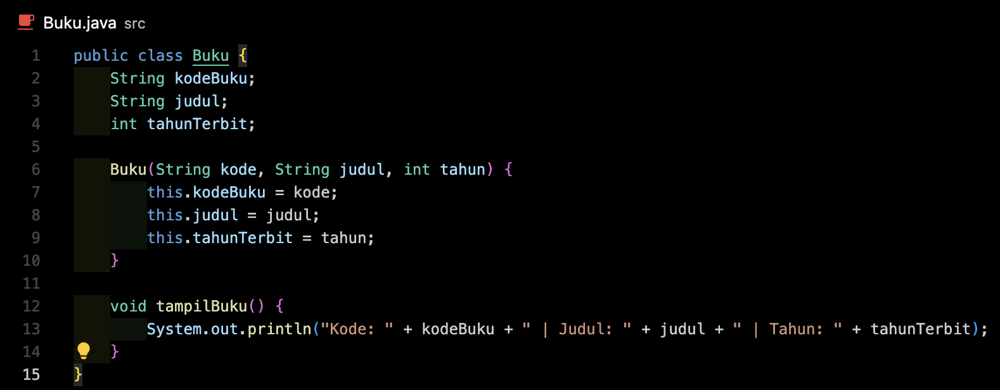 Buku.java src
1 public class Buku {
2     String kodeBuku;
3     String judul;
4     int tahunTerbit;
5
6     Buku(String kode, String judul, int tahun) {
7         this.kodeBuku = kode;
8         this.judul = judul;
9         this.tahunTerbit = tahun;
10     }
11
12     void tampilBuku() {
13         System.out.println("Kode: " + kodeBuku + " | Judul: " + judul + " | Tahun: " + tahunTerbit);
14     }
15 }